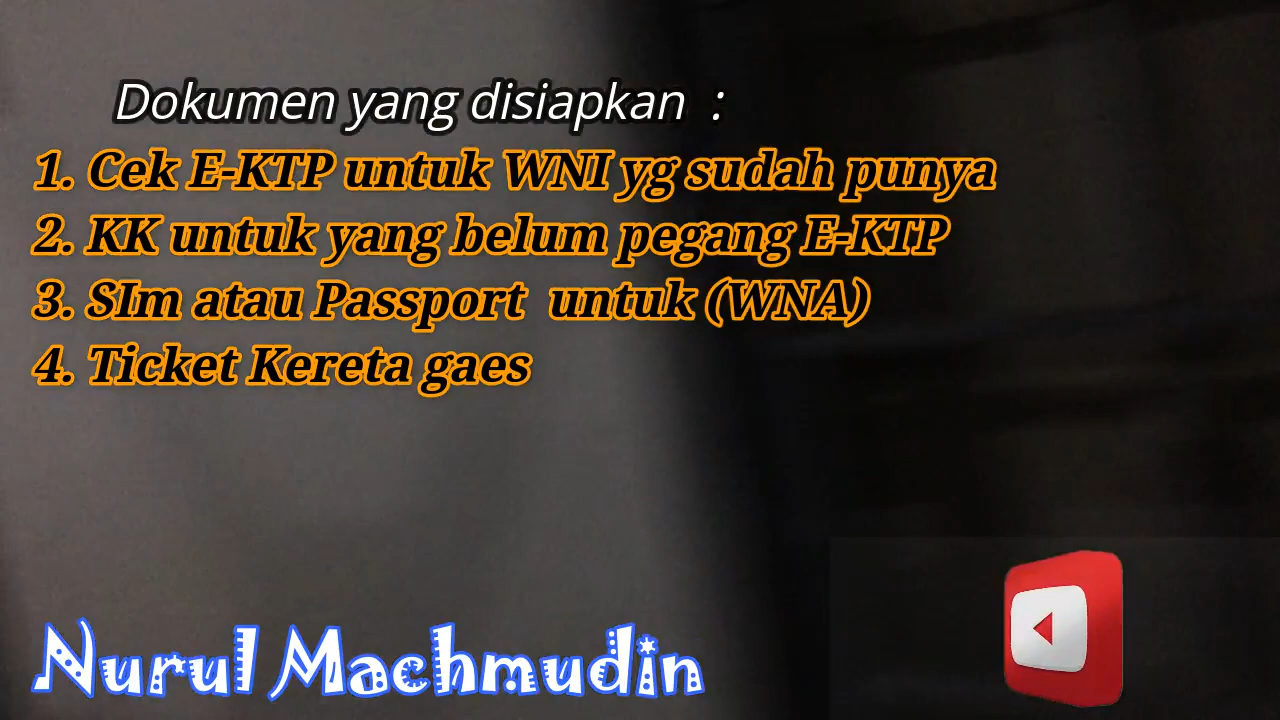 Dokumen yang disiapkan :
1. Cek E-KTP untuk WNI yg sudah punya
2. KK untuk yang belum pegang E-KTP
3. SIm atau Passport untuk (WNA)
4. Ticket Kereta gaes
Nurul Machmudin